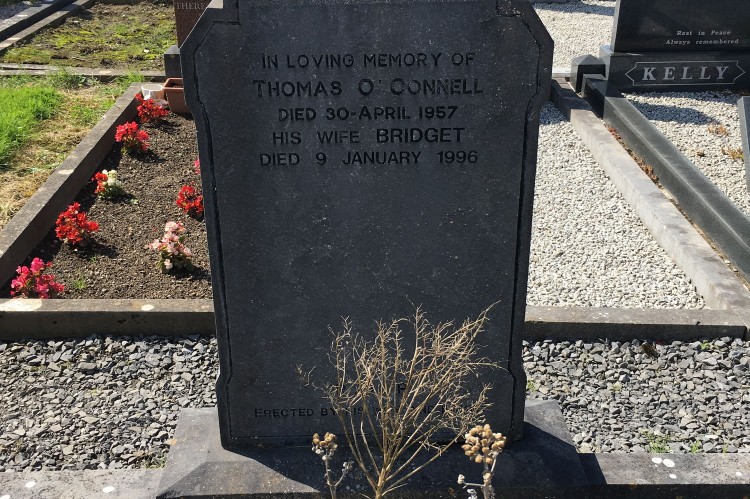 THERE
Rest in Peace
Always remembered
KELLY
IN LOVING MEMORY OF
THOMAS O'CONNELL
DIED 30-APRIL 1957
HIS WIFE BRIDGET
DIED 9 JANUARY 1996
ERECTED BY